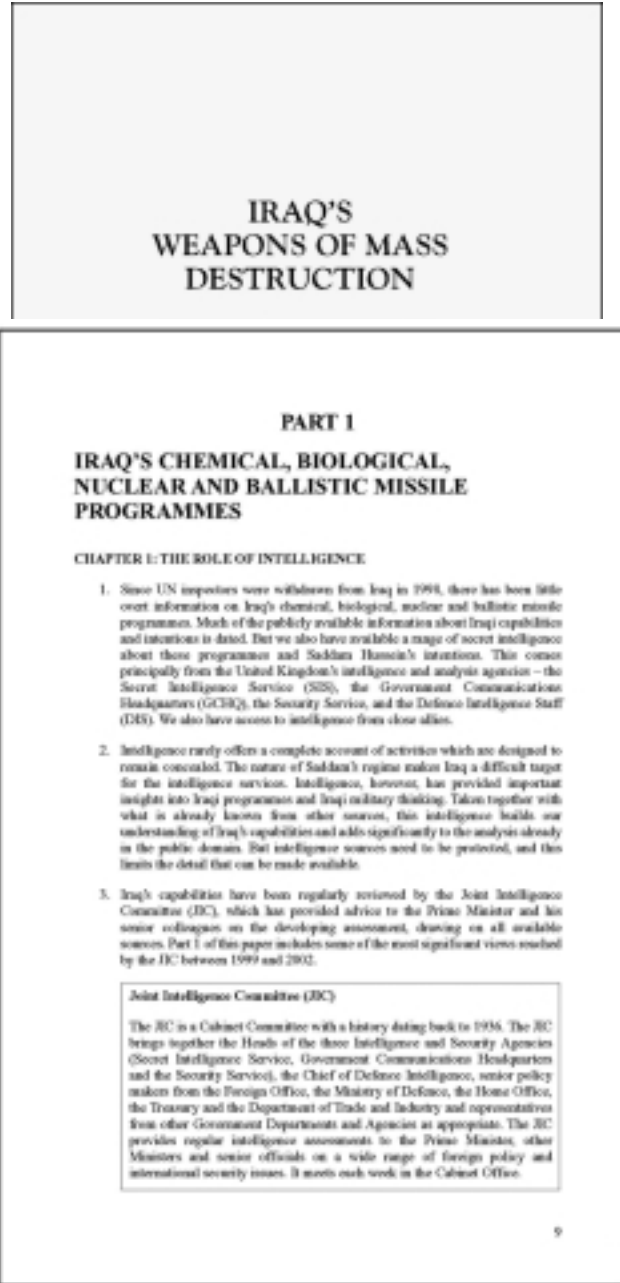 IRAQ'S
WEAPONS OF MASS
DESTRUCTION
PART 1
IRAQ'S CHEMICAL, BIOLOGICAL,
NUCLEAR AND BALLISTIC MISSILE
PROGRAMMES
CHAPTER 1: THE ROLE OF INTELLIGENCE
1. Since UN inspectors were withdrawn from Iraq in 1998, there has been little
overt information on Iraq's chemical, biological, nuclear and ballistic missile
programmes. Much of the publicly available information about Iraqi capabilities
and intentions is dated. But we also have available a range of secret intelligence
about these programmes and Saddam Hussein's intentions. This comes
principally from the United Kingdom's intelligence and analysis agencies – the
Secret Intelligence Service (SIS), the Government Communications
Headquarters (GCHQ), the Security Service, and the Defence Intelligence Staff
(DIS). We also have access to intelligence from close allies.
2. Intelligence rarely offers a complete account of activities which are designed to
remain concealed. The nature of Saddam's regime makes Iraq a difficult target
for the intelligence services. Intelligence, however, has provided important
insights into Iraqi programmes and Iraqi military thinking. Taken together with
what is already known from other sources, this intelligence builds our
understanding of Iraq's capabilities and adds significantly to the analysis already
in the public domain. But intelligence sources need to be protected, and this
limits the detail that can be made available.
3. Iraq's capabilities have been regularly reviewed by the Joint Intelligence
Committee (JIC), which has provided advice to the Prime Minister and his
senior colleagues on the developing assessment, drawing on all available
sources. Part 1 of this paper includes some of the most significant views reached
by the JIC between 1999 and 2002.
Joint Intelligence Committee (JIC)
The JIC is a Cabinet Committee with a history dating back to 1936. The JIC
brings together the Heads of the three Intelligence and Security Agencies
(Secret Intelligence Service, Government Communications Headquarters
and the Security Service), the Chief of Defence Intelligence, senior policy
makers from the Foreign Office, the Ministry of Defence, the Home Office,
the Treasury and the Department of Trade and Industry and representatives
from other Government Departments and Agencies as appropriate. The JIC
provides regular intelligence assessments to the Prime Minister, other
Ministers and senior officials on a wide range of foreign policy and
international security issues. It meets each week in the Cabinet Office.
9